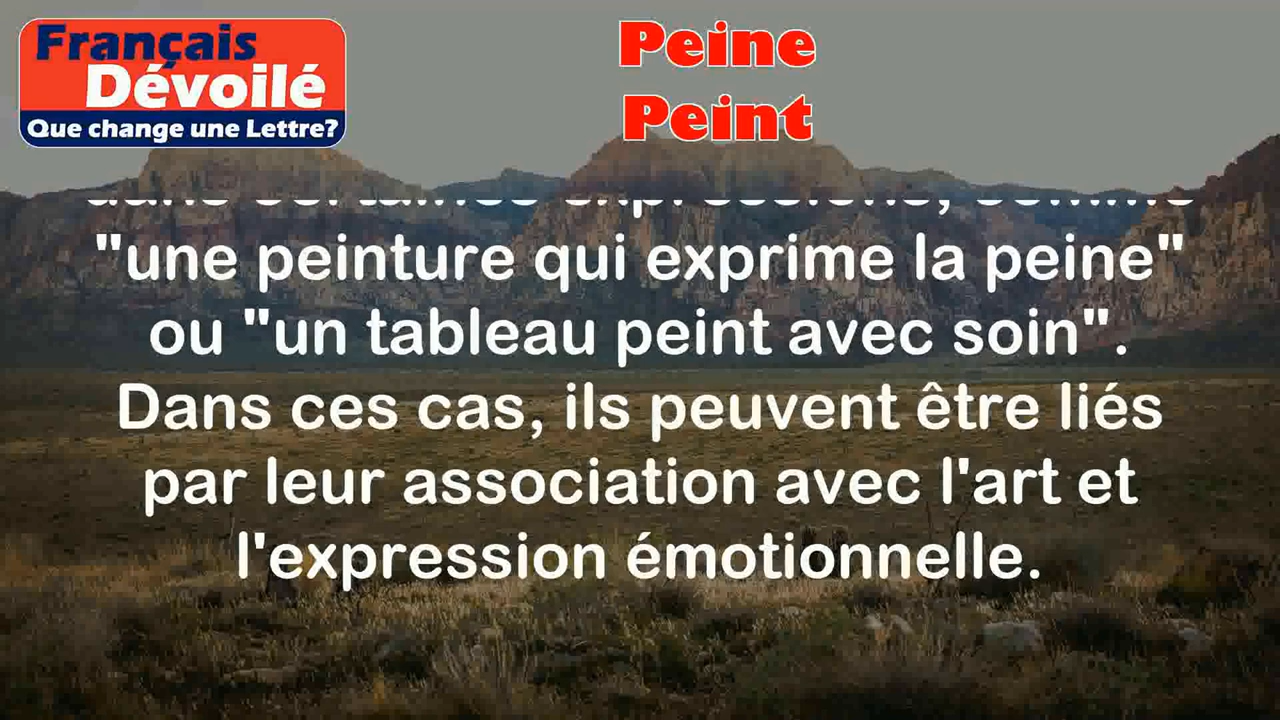 Français
Dévoilé
Que change une Lettre?
Peine
Peint
"une peinture qui exprime la peine"
ou "un tableau peint avec soin".
Dans ces cas, ils peuvent être liés
par leur association avec l'art et
l'expression émotionnelle.